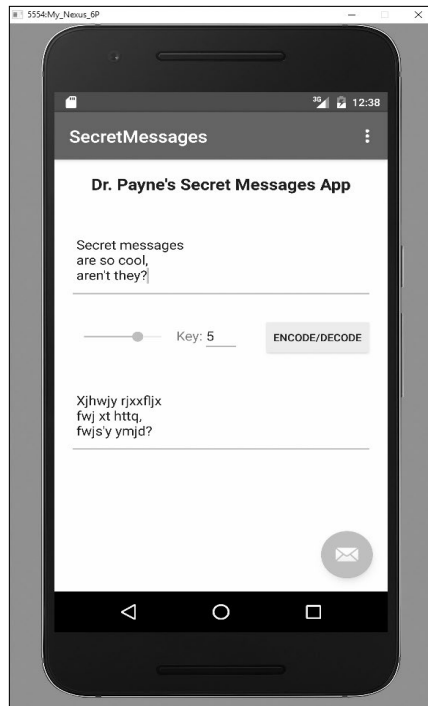 5554:My_Nexus_6P
3G 12:38
SecretMessages
Dr. Payne's Secret Messages App
Secret messages
are so cool,
aren't they?
Key: 5 ENCODE/DECODE
Xjhwjy rjxxfljx
fwj xt httq,
fwjs'y ymjd?